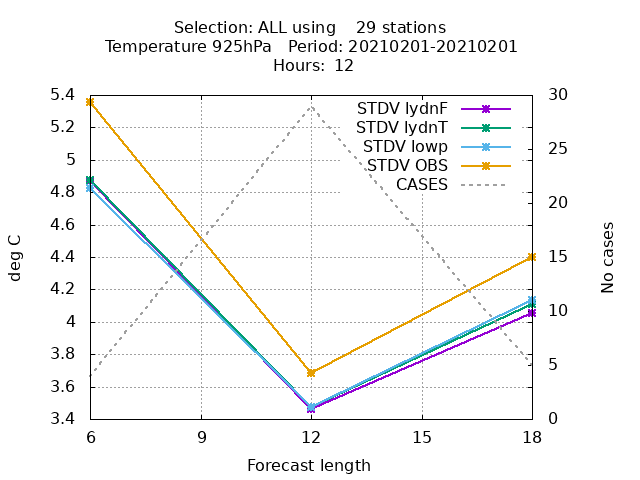 Selection: ALL using 29 stations
Temperature 925hPa Period: 20210201-20210201
Hours: 12
STDV lydnF
STDV lydnT
STDV lowp
STDV OBS
CASES
5.4
5.2
5
4.8
4.6
4.4
4.2
4
3.8
3.6
3.4
deg C
30
25
20
15
10
5
0
No cases
6 9 12 15 18
Forecast length